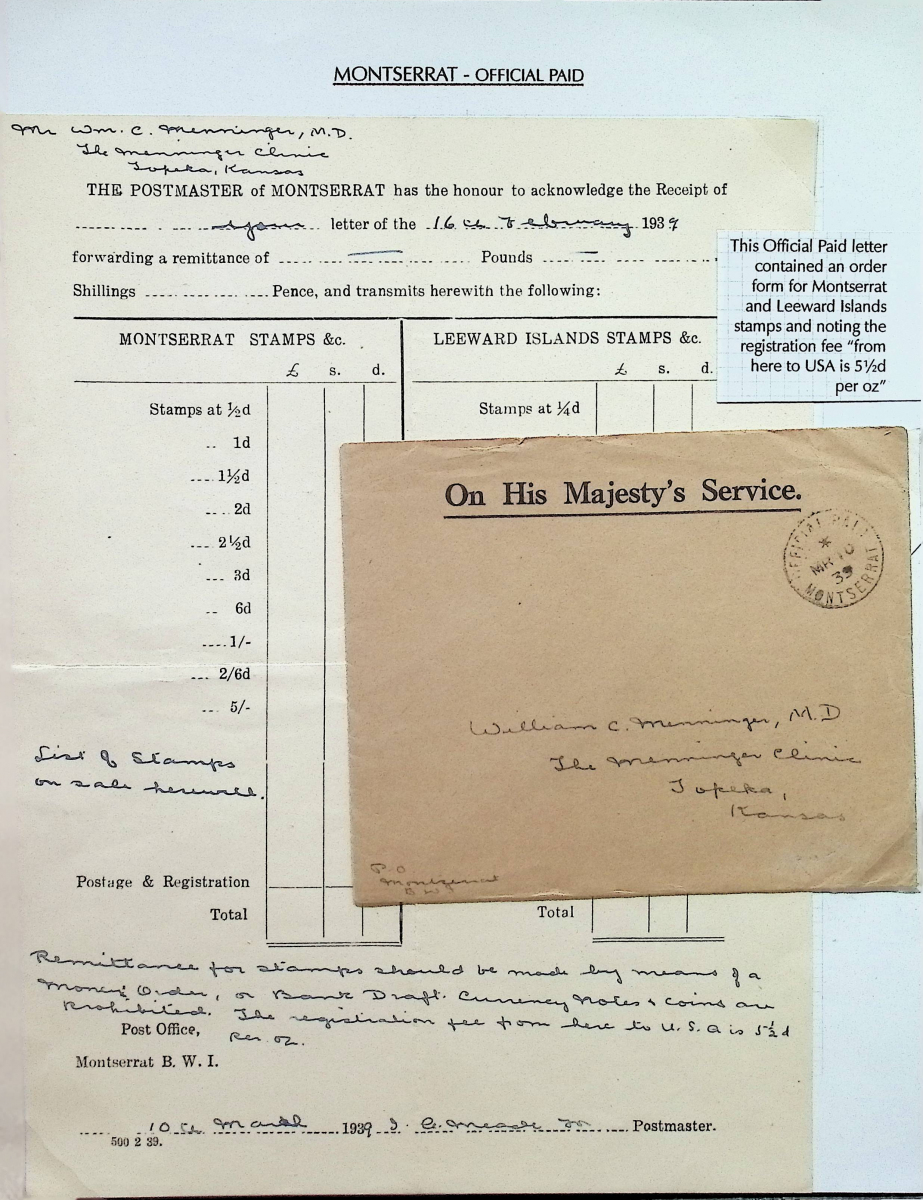 MONTSERRAT - OFFICIAL PAID
Mr Wm. C. Menninger, M.D.
The Menninger Clinic
Topeka, Kansas
THE POSTMASTER of MONTSERRAT has the honour to acknowledge the Receipt of
your letter of the 16th February 1939
forwarding a remittance of — Pounds —
Shillings Pence, and transmits herewith the following:
This Official Paid letter
contained an order
form for Montserrat
and Leeward Islands
stamps and noting the
registration fee "from
here to USA is 5½d
per oz"
MONTSERRAT STAMPS &c.
£ s. d.
Stamps at ½d
1d
1½d
2d
2½d
3d
6d
1/-
2/6d
5/-
List of Stamps
on sale herewith.
Postage & Registration
Total
LEEWARD ISLANDS STAMPS &c.
£ s. d.
Stamps at ¼d
Total
On His Majesty's Service.
OFFICIAL PAID
*
MR 10
39
MONTSERRAT
William C. Menninger, M.D
The Menninger Clinic
Topeka,
Kansas
P.O
Montserrat
B W
Remittance for stamps should be made by means of a
Money Order, or Bank Draft. Currency Notes & coins are
Prohibited. The registration fee from here to U.S.A is 5½d
Per. oz.
Post Office,
Montserrat B. W. I.
10th March 1939 Meade Postmaster.
500 2 39.